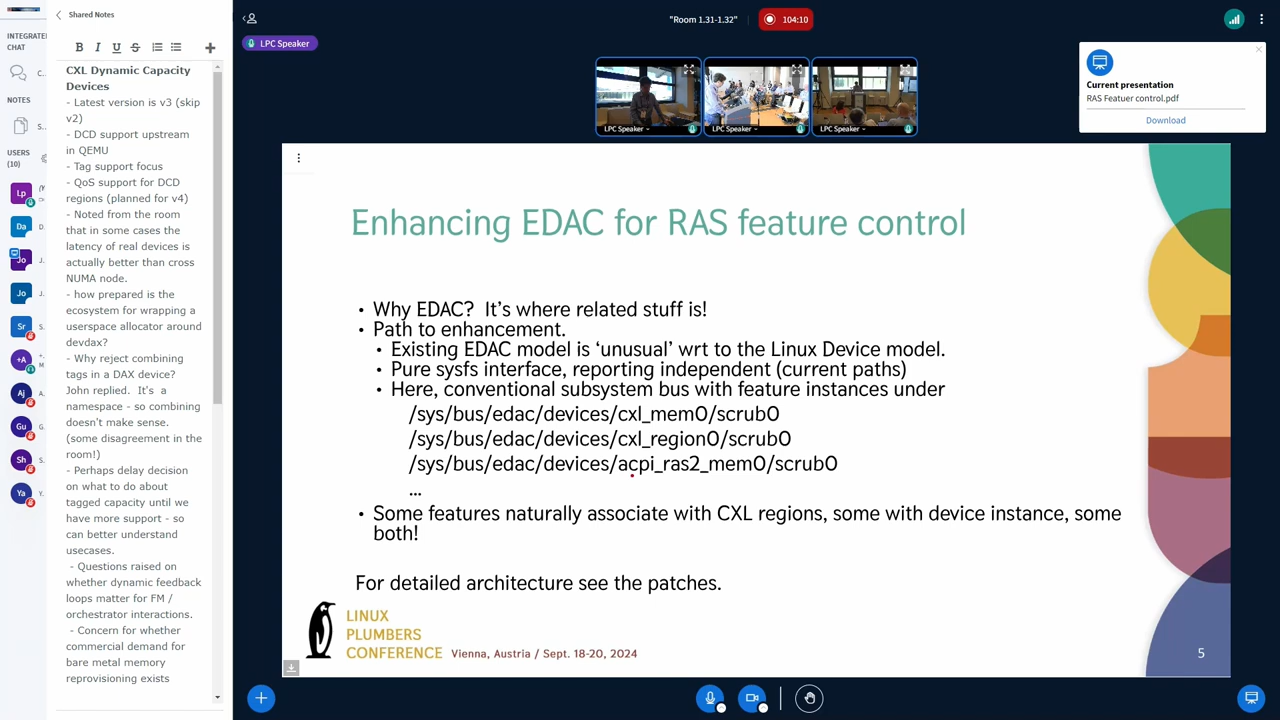 Shared Notes
INTEGRATE
CHAT
C...
NOTES
S...
USERS
(10)
Lp
Da
D.
Jo
J.
Jo
J.
Sr
S.
+A
Aj
A.
Gu
G.
Sh
S.
Ya
Y.
B I U S
CXL Dynamic Capacity
Devices
- Latest version is v3 (skip
v2)
- DCD support upstream
in QEMU
- Tag support focus
- QoS support for DCD
regions (planned for v4)
- Noted from the room
that in some cases the
latency of real devices is
actually better than cross
NUMA node.
- how prepared is the
ecosystem for wrapping a
userspace allocator around
devdax?
- Why reject combining
tags in a DAX device?
John replied. It's a
namespace - so combining
doesn't make sense.
(some disagreement in the
room!)
- Perhaps delay decision
on what to do about
tagged capacity until we
have more support - so
can better understand
usecases.
- Questions raised on
whether dynamic feedback
loops matter for FM /
orchestrator interactions.
- Concern for whether
commercial demand for
bare metal memory
reprovisioning exists
"Room 1.31-1.32"
104:10
LPC Speaker
LPC Speaker
LPC Speaker
LPC Speaker
Current presentation
RAS Featuer control.pdf
Download
Enhancing EDAC for RAS feature control
• Why EDAC? It's where related stuff is!
• Path to enhancement.
• Existing EDAC model is 'unusual' wrt to the Linux Device model.
• Pure sysfs interface, reporting independent (current paths)
• Here, conventional subsystem bus with feature instances under
/sys/bus/edac/devices/cxl_mem0/scrub0
/sys/bus/edac/devices/cxl_region0/scrub0
/sys/bus/edac/devices/acpi_ras2_mem0/scrub0
...
• Some features naturally associate with CXL regions, some with device instance, some
both!
For detailed architecture see the patches.
LINUX
PLUMBERS
CONFERENCE Vienna, Austria / Sept. 18-20, 2024
5